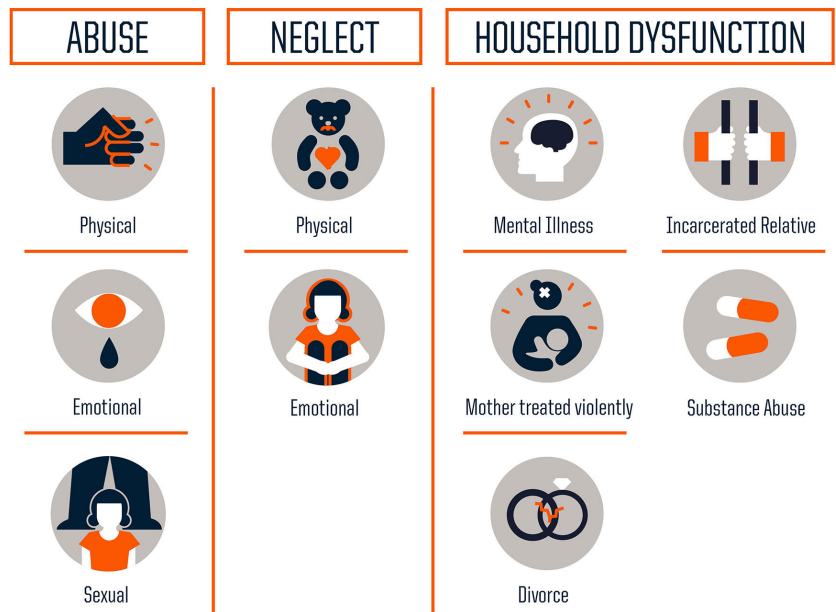 ABUSE
Physical
Emotional
Sexual
NEGLECT
Physical
Emotional
HOUSEHOLD DYSFUNCTION
Mental Illness
Incarcerated Relative
Mother treated violently
Substance Abuse
Divorce